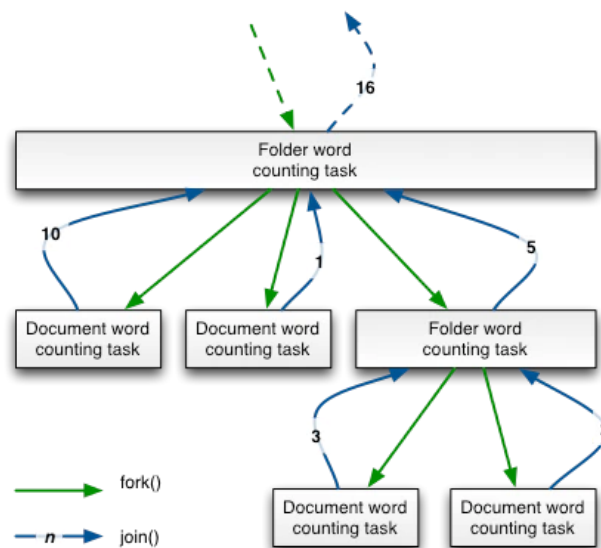 16
Folder word
counting task
10
1
5
Document word
counting task
Document word
counting task
Folder word
counting task
3
fork()
n
join()
Document word
counting task
Document word
counting task